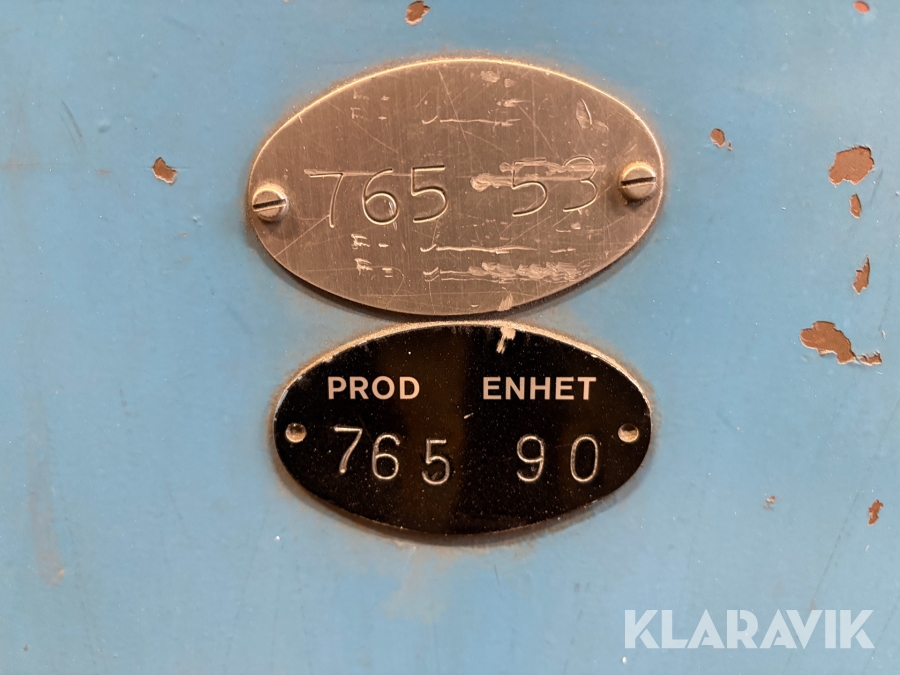 765 53
PROD ENHET
765 90
KLARAVIK